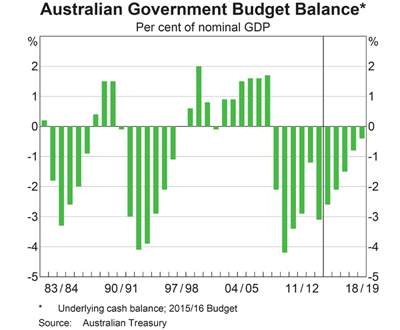 Australian Government Budget Balance*
Per cent of nominal GDP
% %
2 2
1 1
0 0
-1 -1
-2 -2
-3 -3
-4 -4
-5 -5
83 / 84 90 / 91 97 / 98 04 / 05 11 / 12 18 / 19
* Underlying cash balance; 2015/16 Budget
Source: Australian Treasury